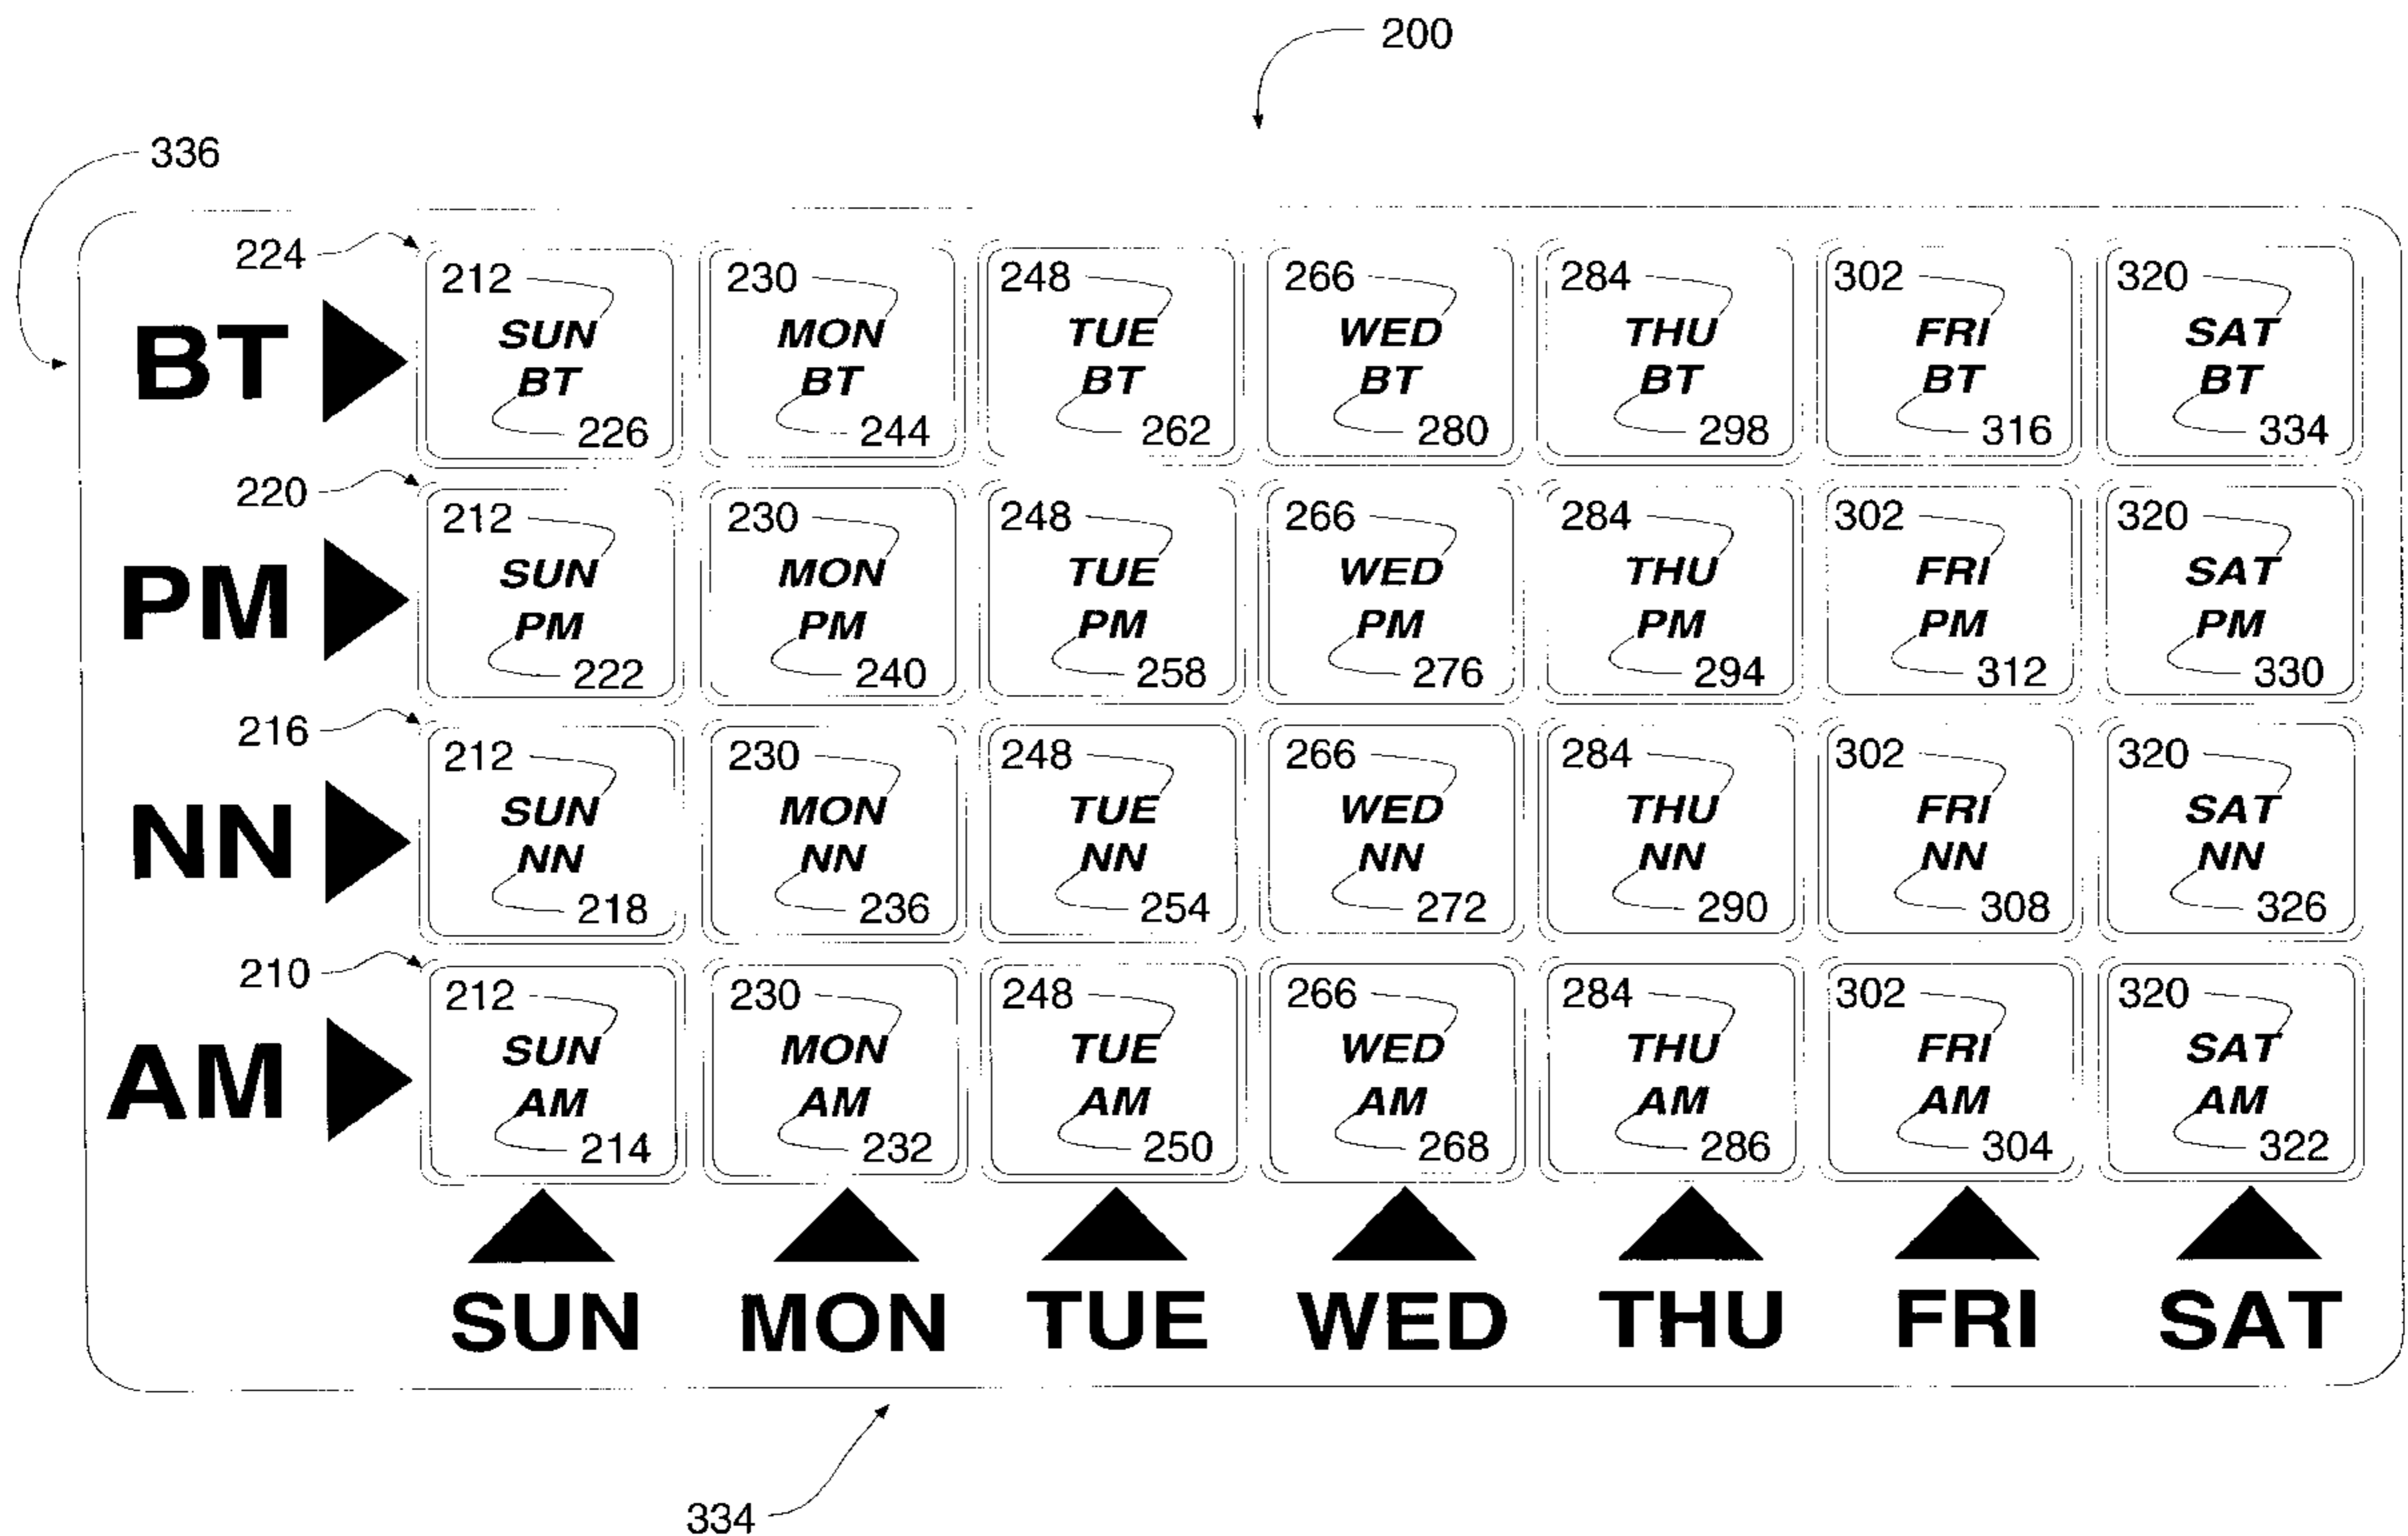 200
336
224
212 230 248 266 284 302 320
SUN MON TUE WED THU FRI SAT
BT ▶ BT BT BT BT BT BT BT
226 244 262 280 298 316 334
220
212 230 248 266 284 302 320
SUN MON TUE WED THU FRI SAT
PM ▶ PM PM PM PM PM PM PM
222 240 258 276 294 312 330
216
212 230 248 266 284 302 320
SUN MON TUE WED THU FRI SAT
NN ▶ NN NN NN NN NN NN NN
218 236 254 272 290 308 326
210
212 230 248 266 284 302 320
SUN MON TUE WED THU FRI SAT
AM ▶ AM AM AM AM AM AM AM
214 232 250 268 286 304 322
SUN MON TUE WED THU FRI SAT
334